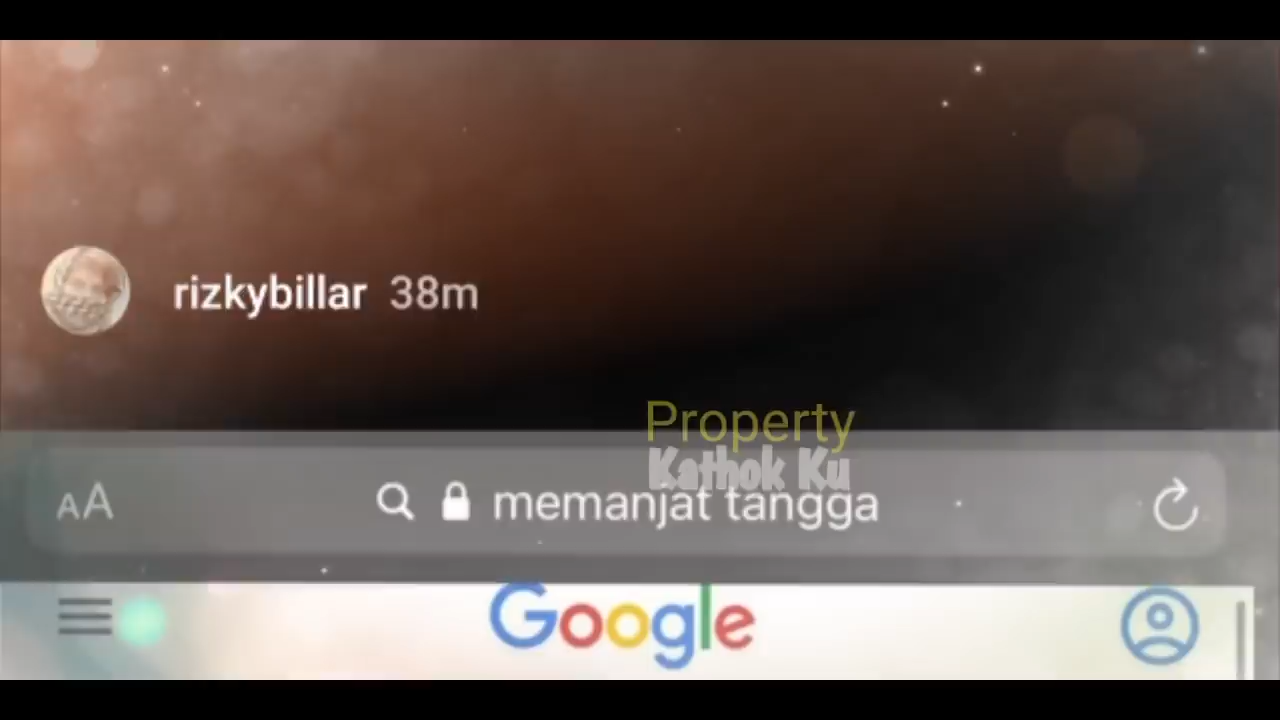 rizkybillar 38m
Property
Kathok Ku
AA memanjat tangga
Google